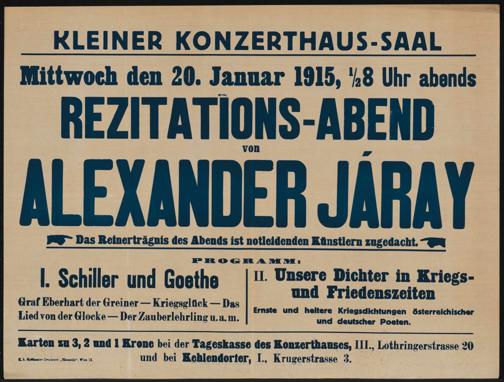 KLEINER KONZERTHAUS-SAAL
Mittwoch den 20. Januar 1915, ½8 Uhr abends
REZITATIONS-ABEND
von
ALEXANDER JÁRAY
Das Reinerträgnis des Abends ist notleidenden Künstlern zugedacht.
PROGRAMM:
I. Schiller und Goethe
Graf Eberhart der Greiner — Kriegsglück — Das
Lied von der Glocke — Der Zauberlehrling u. a. m.
II. Unsere Dichter in Kriegs-
und Friedenszeiten
Ernste und heitere Kriegsdichtungen österreichischer
und deutscher Poeten.
Karten zu 3, 2 und 1 Krone bei der Tageskasse des Konzerthauses, III., Lothringerstrasse 20
und bei Kehlendorfer, I., Krugerstrasse 3.